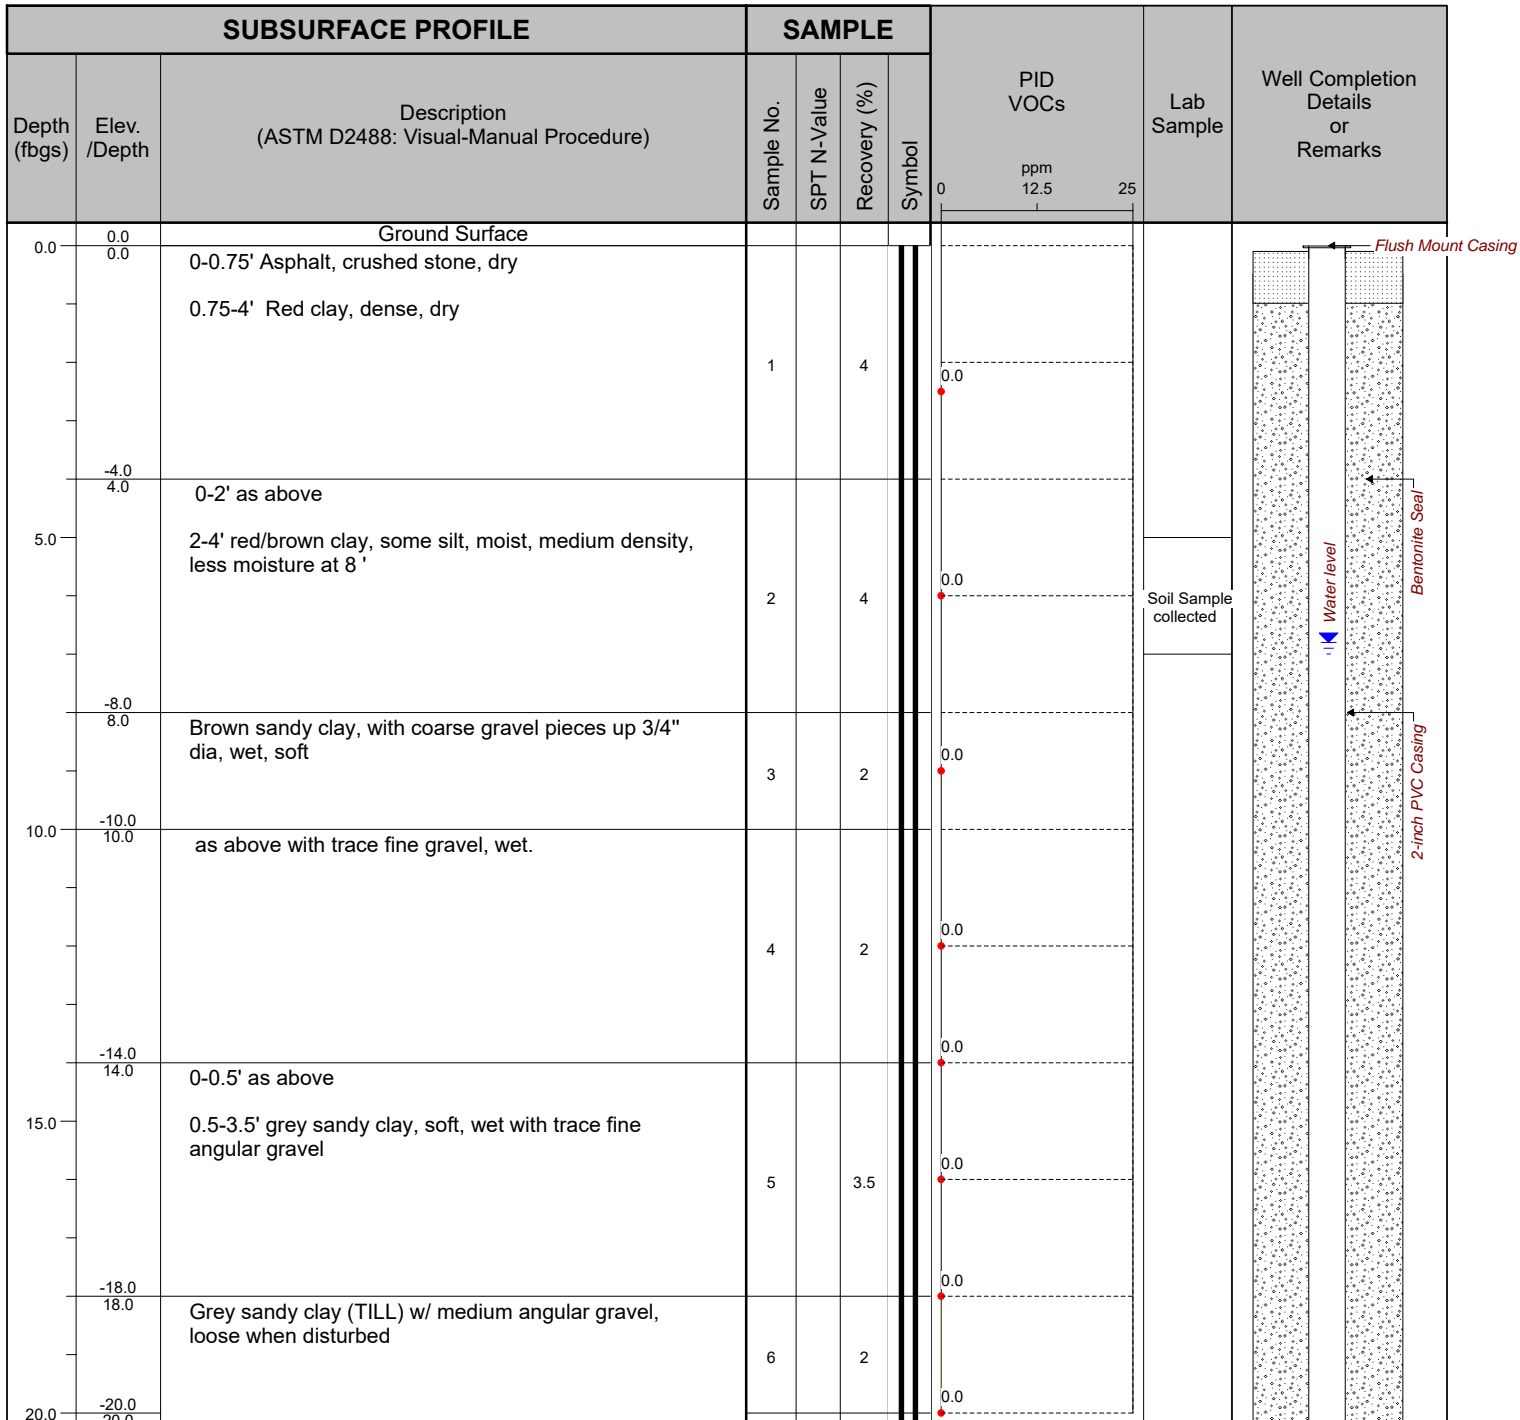 SUBSURFACE PROFILE
SAMPLE
Depth
(fbgs)
Elev.
/Depth
Description
(ASTM D2488: Visual-Manual Procedure)
Sample No.
SPT N-Value
Recovery (%)
Symbol
PID
VOCs
ppm
0 12.5 25
Lab
Sample
Well Completion
Details
or
Remarks
0.0
0.0
0.0
Ground Surface
Flush Mount Casing
0-0.75' Asphalt, crushed stone, dry
0.75-4'  Red clay, dense, dry
1
4
0.0
-4.0
4.0
0-2' as above
5.0
2-4' red/brown clay, some silt, moist, medium density,
less moisture at 8 '
2
4
0.0
Soil Sample
collected
Water level
Bentonite Seal
-8.0
8.0
Brown sandy clay, with coarse gravel pieces up 3/4"
dia, wet, soft
3
2
0.0
2-inch PVC Casing
10.0
-10.0
10.0
as above with trace fine gravel, wet.
4
2
0.0
-14.0
14.0
0.0
0-0.5' as above
15.0
0.5-3.5' grey sandy clay, soft, wet with trace fine
angular gravel
5
3.5
0.0
-18.0
18.0
0.0
Grey sandy clay (TILL) w/ medium angular gravel,
loose when disturbed
6
2
0.0
20.0
-20.0
20.0